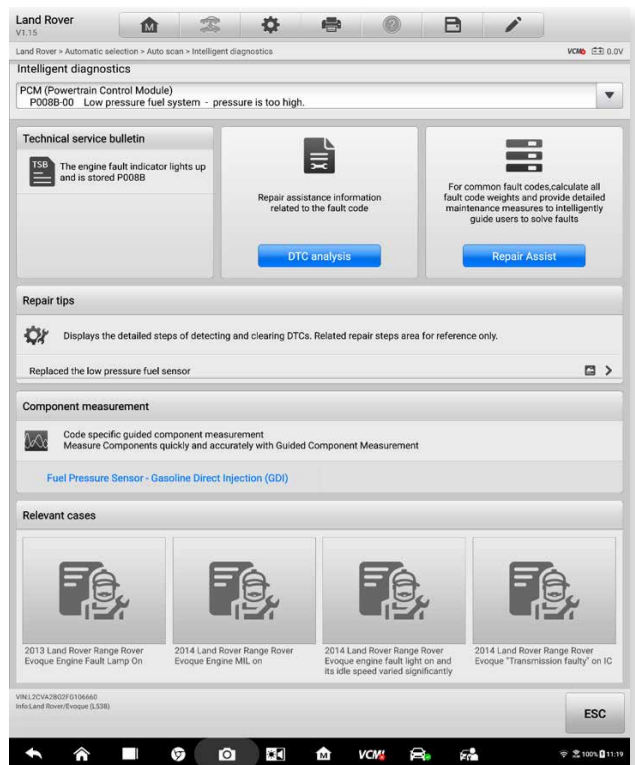 Land Rover
V1.15
Land Rover > Automatic selection > Auto scan > Intelligent diagnostics
VCMI 0.0V
Intelligent diagnostics
PCM (Powertrain Control Module)
P008B-00 Low pressure fuel system - pressure is too high.
Technical service bulletin
TSB
The engine fault indicator lights up
and is stored P008B
Repair assistance information
related to the fault code
DTC analysis
For common fault codes,calculate all
fault code weights and provide detailed
maintenance measures to intelligently
guide users to solve faults
Repair Assist
Repair tips
Displays the detailed steps of detecting and clearing DTCs. Related repair steps area for reference only.
Replaced the low pressure fuel sensor
Component measurement
Code specific guided component measurement
Measure Components quickly and accurately with Guided Component Measurement
Fuel Pressure Sensor - Gasoline Direct Injection (GDI)
Relevant cases
2013 Land Rover Range Rover
Evoque Engine Fault Lamp On
2014 Land Rover Range Rover
Evoque Engine MIL on
2014 Land Rover Range Rover
Evoque engine fault light on and
its idle speed varied significantly
2014 Land Rover Range Rover
Evoque "Transmission faulty" on IC
VIN:L2CVA2BG2FG106660
Info:Land Rover/Evoque (L538)
ESC
M
VCMI
100%
11:19